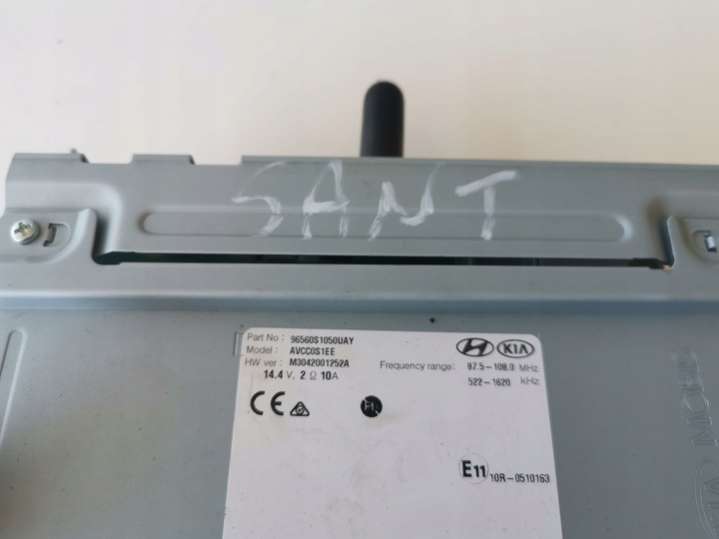 SANT
Part No : 96560S1050UAY
Model : AVCC0S1EE
HW ver : M3042001252A
14.4 V, 2 Ω 10A
KIA
Frequency range : 87.5-108.0 MHz
522-1620 kHz
CE
E11 10R-0510163